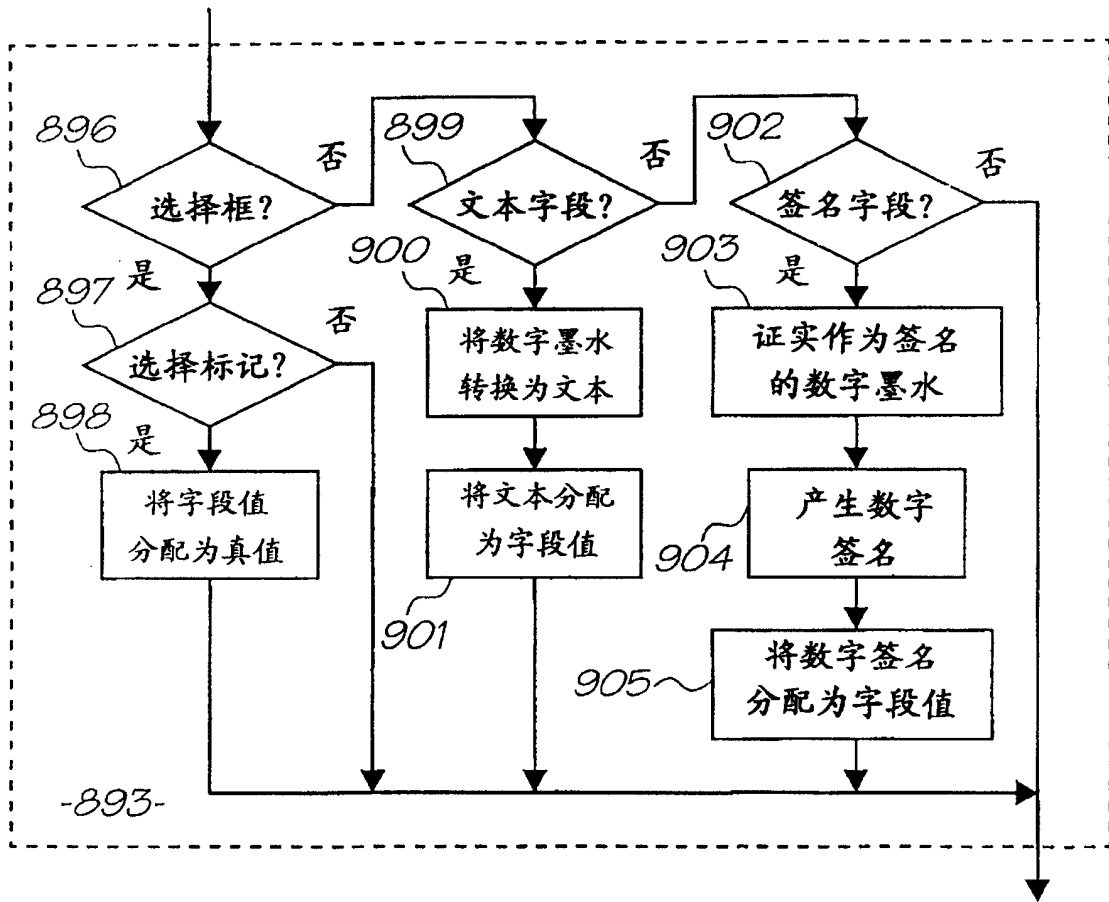 896
选择框?
否
是
897
选择标记?
否
898
是
将字段值
分配为真值
899
文本字段?
否
900
是
将数字墨水
转换为文本
将文本分配
为字段值
901
902
签名字段?
否
903
是
证实作为签名
的数字墨水
产生数字
签名
904
将数字签名
分配为字段值
905
-893-